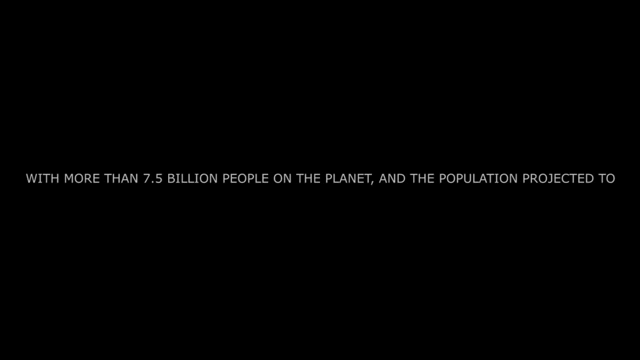 WITH MORE THAN 7.5 BILLION PEOPLE ON THE PLANET, AND THE POPULATION PROJECTED TO